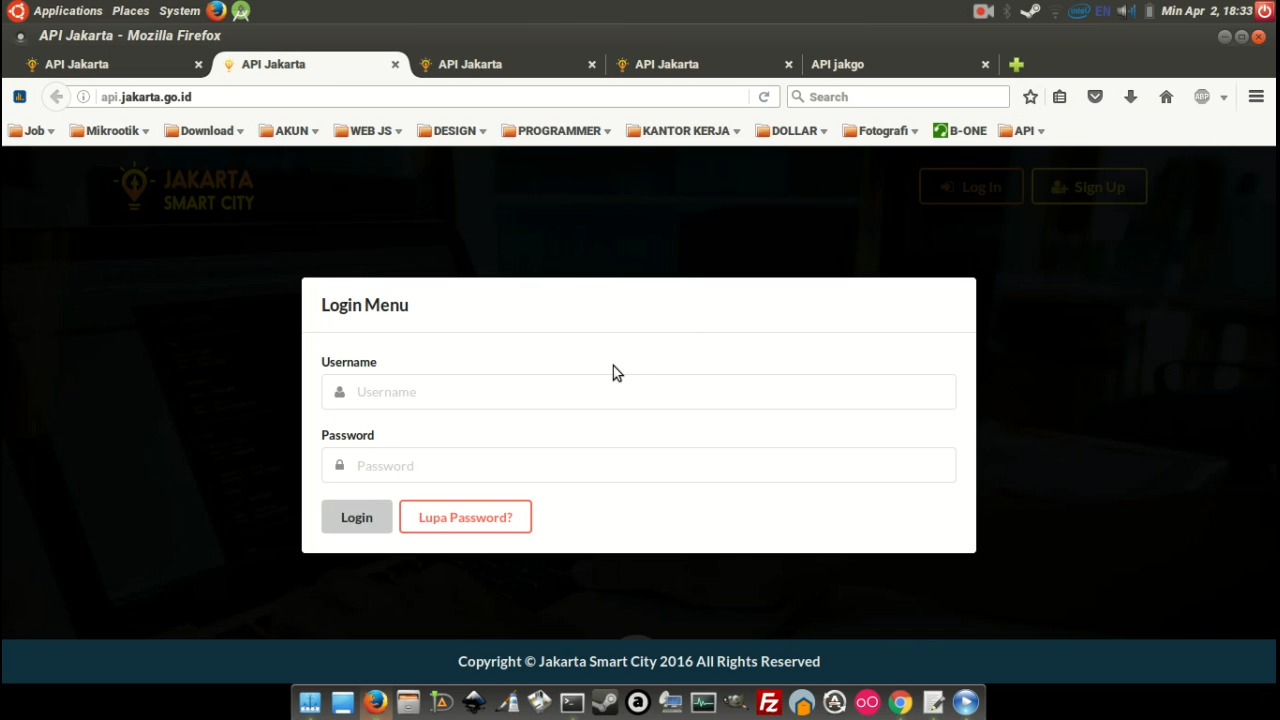 Applications Places System EN Min Apr 2, 18:33
API Jakarta - Mozilla Firefox
API Jakarta API Jakarta API Jakarta API Jakarta API jakgo
api.jakarta.go.id Search ABP
Job Mikrootik Download AKUN WEB JS DESIGN PROGRAMMER KANTOR KERJA DOLLAR Fotografi B-ONE API
JAKARTA
SMART CITY
Log In Sign Up
Login Menu
Username
Username
Password
Password
Login Lupa Password?
Copyright © Jakarta Smart City 2016 All Rights Reserved